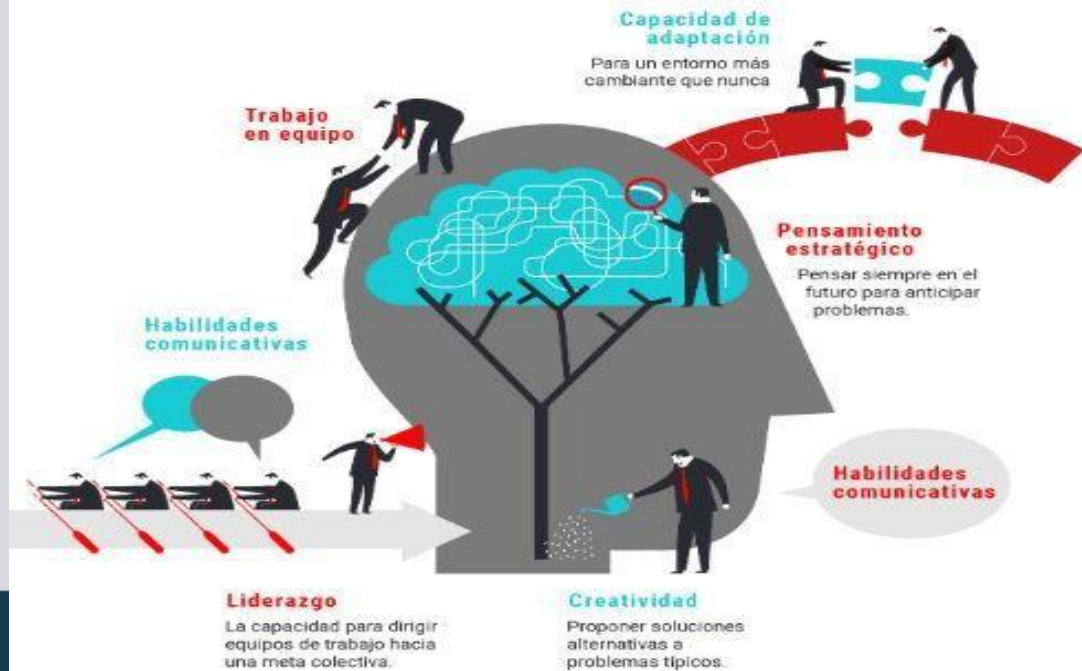 Capacidad de
adaptación
Para un entorno más
cambiante que nunca
Trabajo
en equipo
Pensamiento
estratégico
Pensar siempre en el
futuro para anticipar
problemas.
Habilidades
comunicativas
Habilidades
comunicativas
Liderazgo
La capacidad para dirigir
equipos de trabajo hacia
una meta colectiva.
Creatividad
Proponer soluciones
alternativas a
problemas típicos.